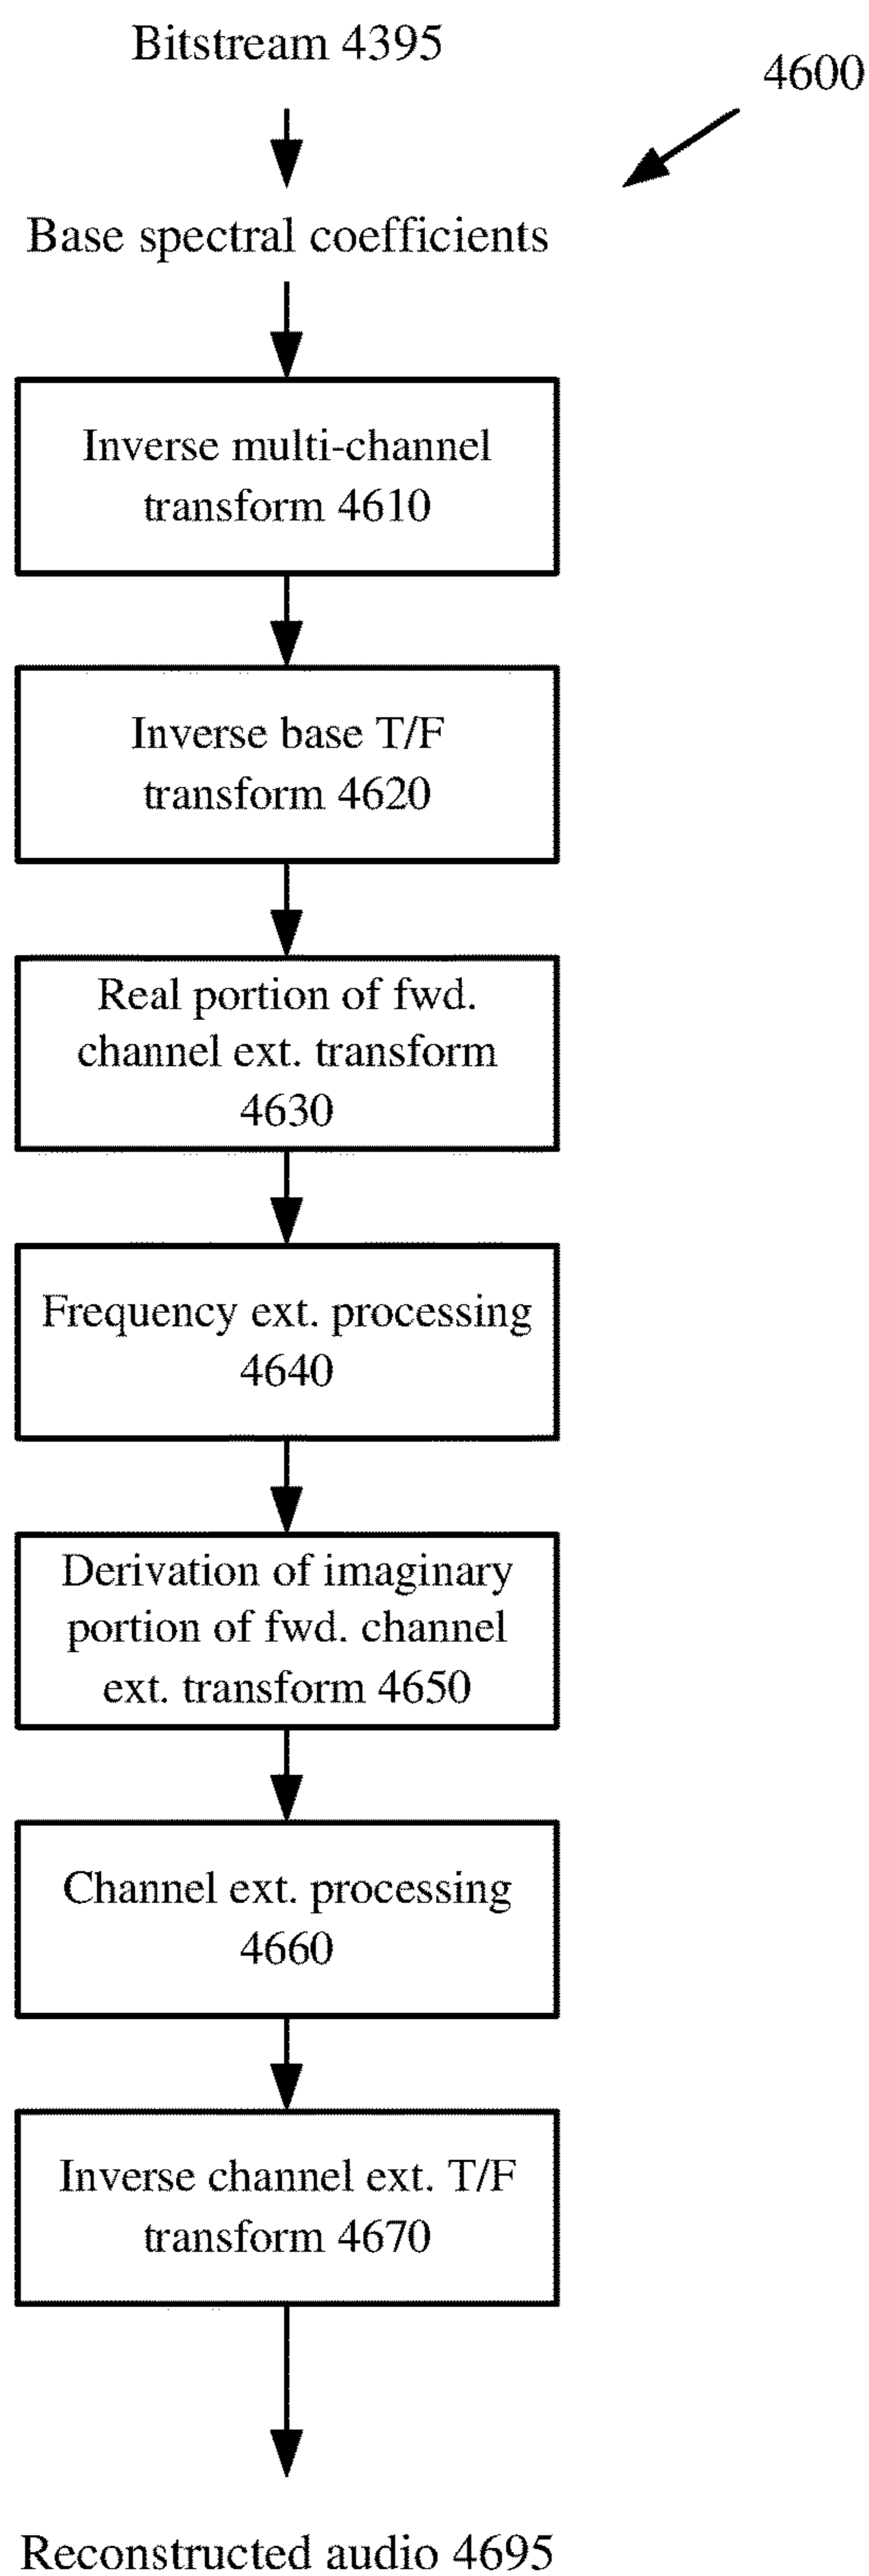 Bitstream 4395
4600
Base spectral coefficients
Inverse multi-channel
transform 4610
Inverse base T/F
transform 4620
Real portion of fwd.
channel ext. transform
4630
Frequency ext. processing
4640
Derivation of imaginary
portion of fwd. channel
ext. transform 4650
Channel ext. processing
4660
Inverse channel ext. T/F
transform 4670
Reconstructed audio 4695